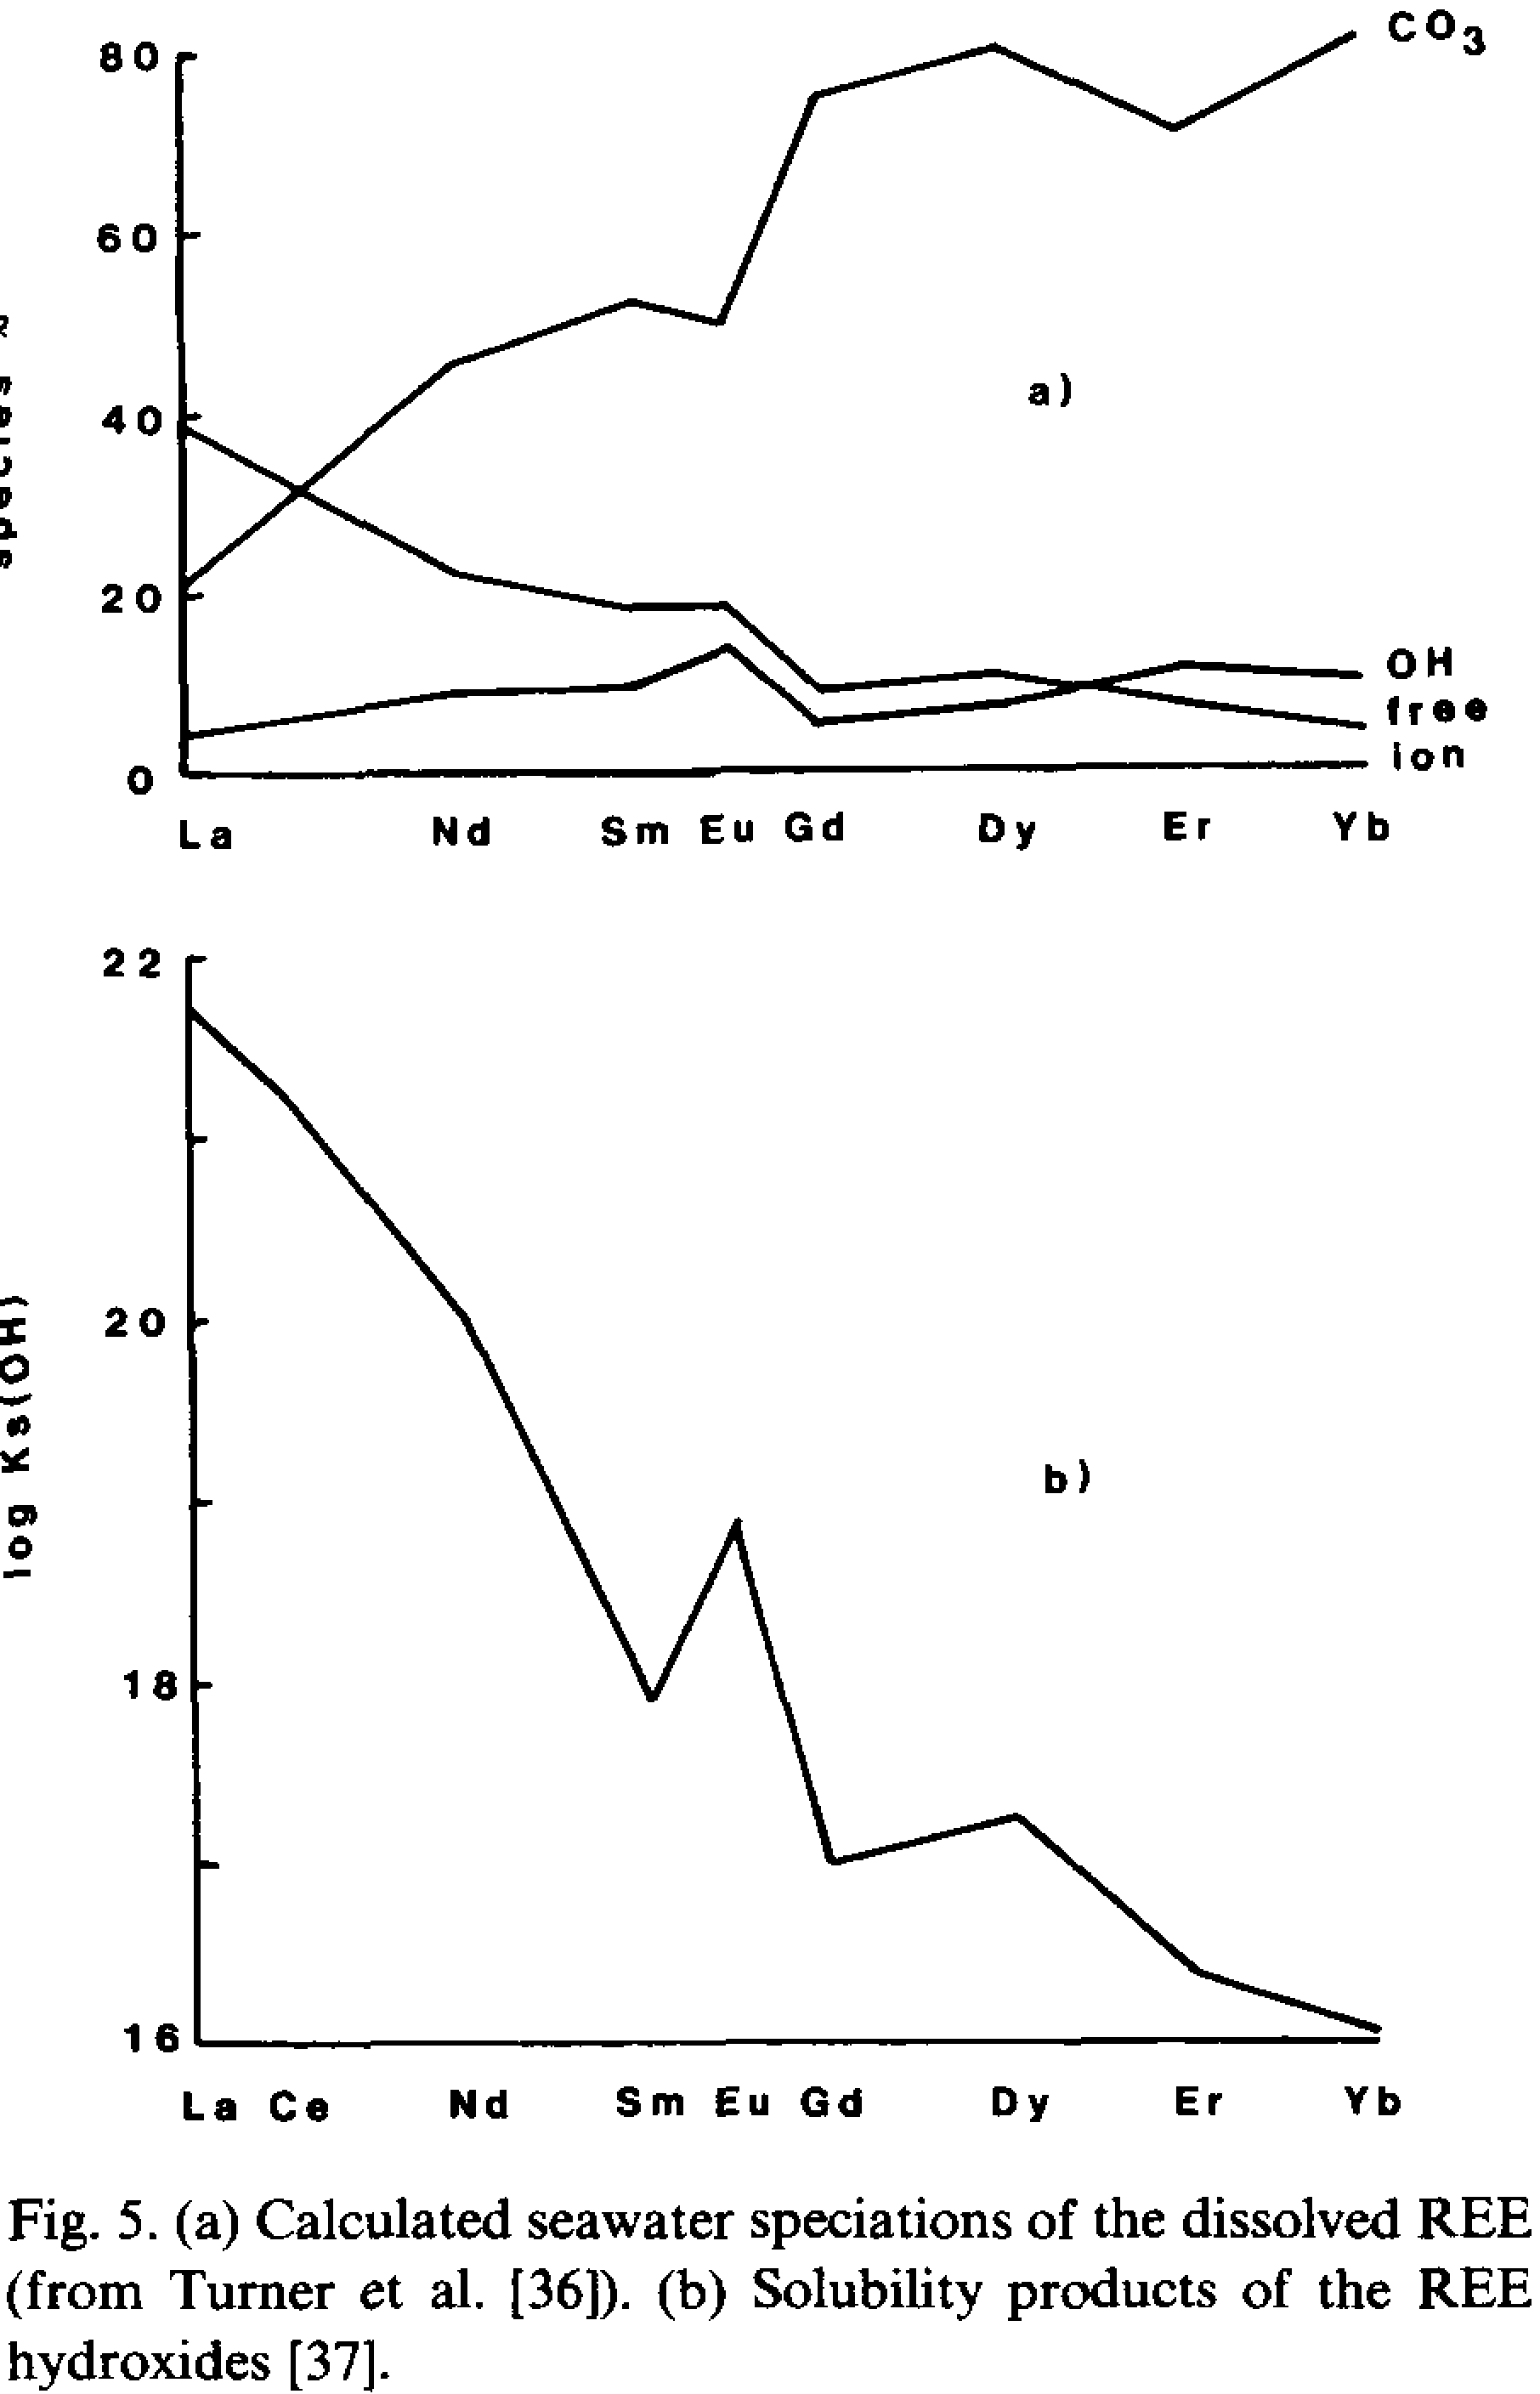 CO3
80
60
species %
a)
40
20
OH
free
ion
0
La Nd Sm Eu Gd Dy Er Yb
22
20
log Ks(OH)
b)
18
16
La Ce Nd Sm Eu Gd Dy Er Yb
Fig. 5. (a) Calculated seawater speciations of the dissolved REE
(from Turner et al. [36]). (b) Solubility products of the REE
hydroxides [37].